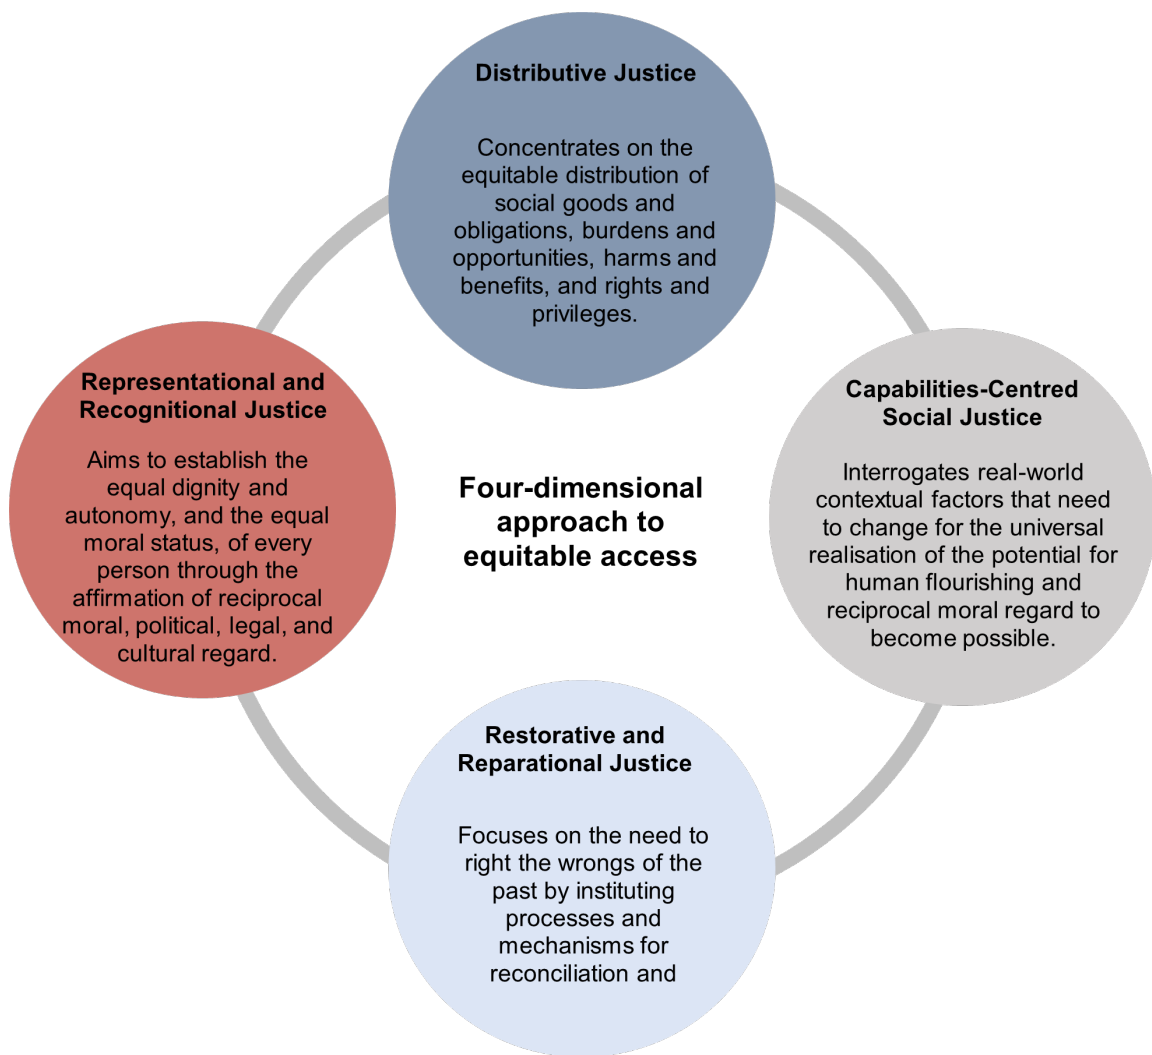 Distributive Justice
Concentrates on the
equitable distribution of
social goods and
obligations, burdens and
opportunities, harms and
benefits, and rights and
privileges.
Representational and
Recognitional Justice
Aims to establish the
equal dignity and
autonomy, and the equal
moral status, of every
person through the
affirmation of reciprocal
moral, political, legal, and
cultural regard.
Four-dimensional
approach to
equitable access
Capabilities-Centred
Social Justice
Interrogates real-world
contextual factors that need
to change for the universal
realisation of the potential for
human flourishing and
reciprocal moral regard to
become possible.
Restorative and
Reparational Justice
Focuses on the need to
right the wrongs of the
past by instituting
processes and
mechanisms for
reconciliation and